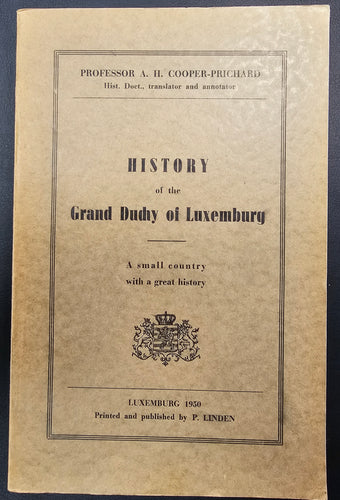 PROFESSOR A. H. COOPER-PRICHARD
Hist. Doct., translator and annotator
HISTORY
of the
Grand Duchy of Luxemburg
A small country
with a great history
LUXEMBURG 1950
Printed and published by P. LINDEN